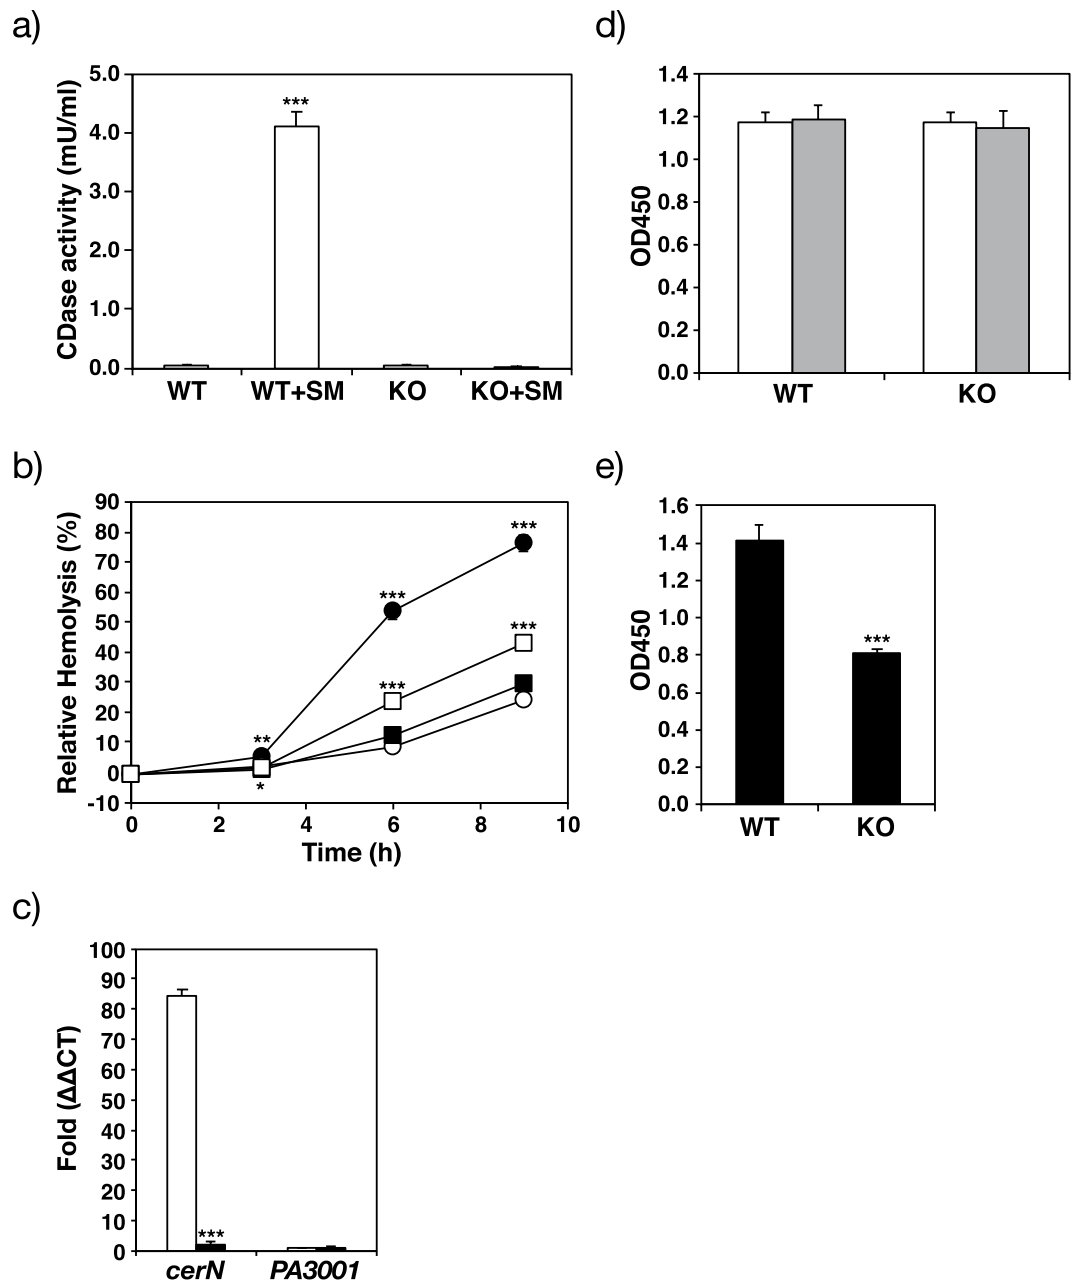 a)
CDase activity (mU/ml)
5.0
4.0
3.0
2.0
1.0
0.0
***
WT
WT+SM
KO
KO+SM
b)
Relative Hemolysis (%)
90
80
70
60
50
40
30
20
10
0
-10
**
*
***
***
***
***
0
2
4
6
8
10
Time (h)
c)
Fold (ΔΔCT)
100
90
80
70
60
50
40
30
20
10
0
***
cerN
PA3001
d)
OD450
1.4
1.2
1.0
0.8
0.6
0.4
0.2
0.0
WT
KO
e)
OD450
1.6
1.4
1.2
1.0
0.8
0.6
0.4
0.2
0.0
***
WT
KO